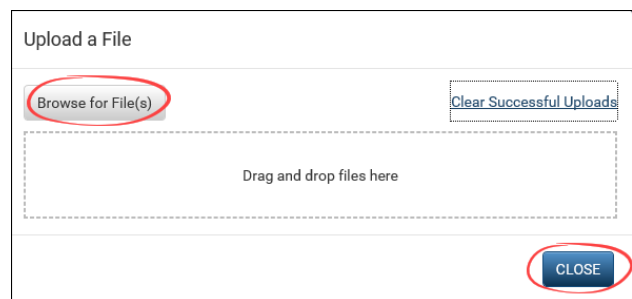 Upload a File
Browse for File(s)
Clear Successful Uploads
Drag and drop files here
CLOSE